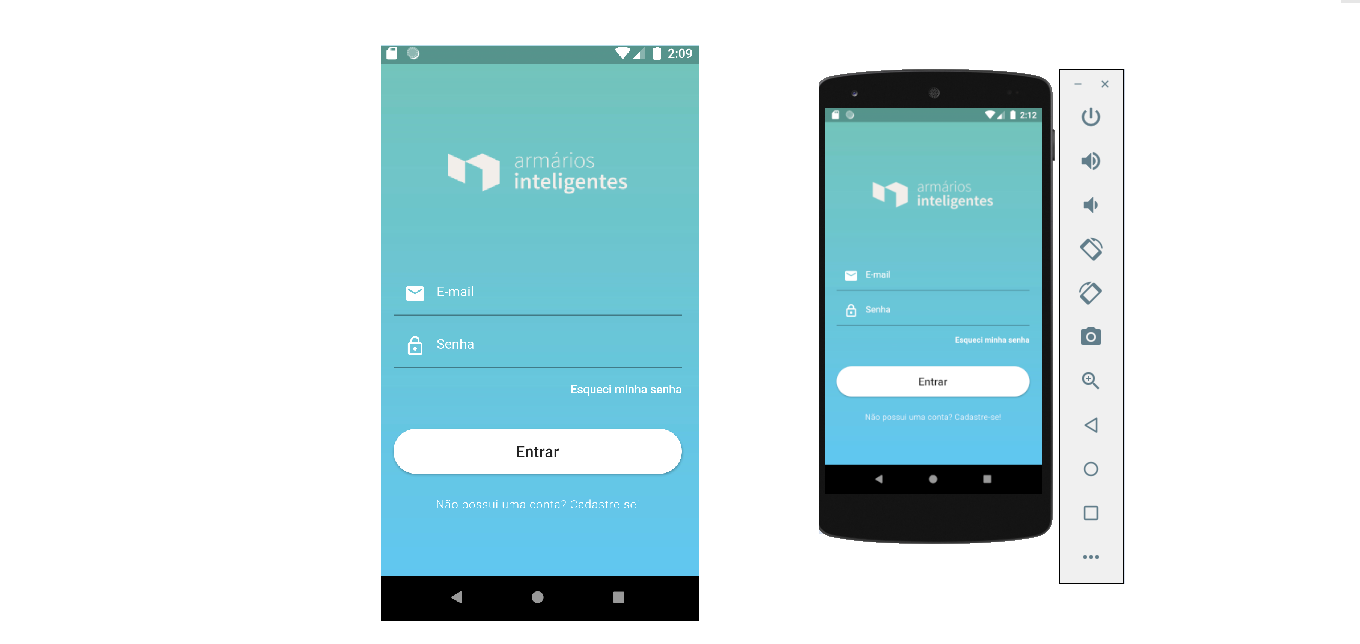 2:09
armários
inteligentes
E-mail
Senha
Esqueci minha senha
Entrar
Não possui uma conta? Cadastre-se
2:12
armários
inteligentes
E-mail
Senha
Esqueci minha senha
Entrar
Não possui uma conta? Cadastre-se!